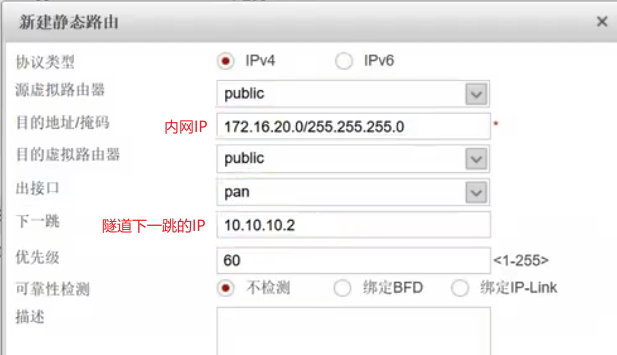 新建静态路由 ×
协议类型 IPv4 IPv6
源虚拟路由器 public
目的地址/掩码 内网IP 172.16.20.0/255.255.255.0 *
目的虚拟路由器 public
出接口 pan
下一跳 隧道下一跳的IP 10.10.10.2
优先级 60 <1-255>
可靠性检测 不检测 绑定BFD 绑定IP-Link
描述